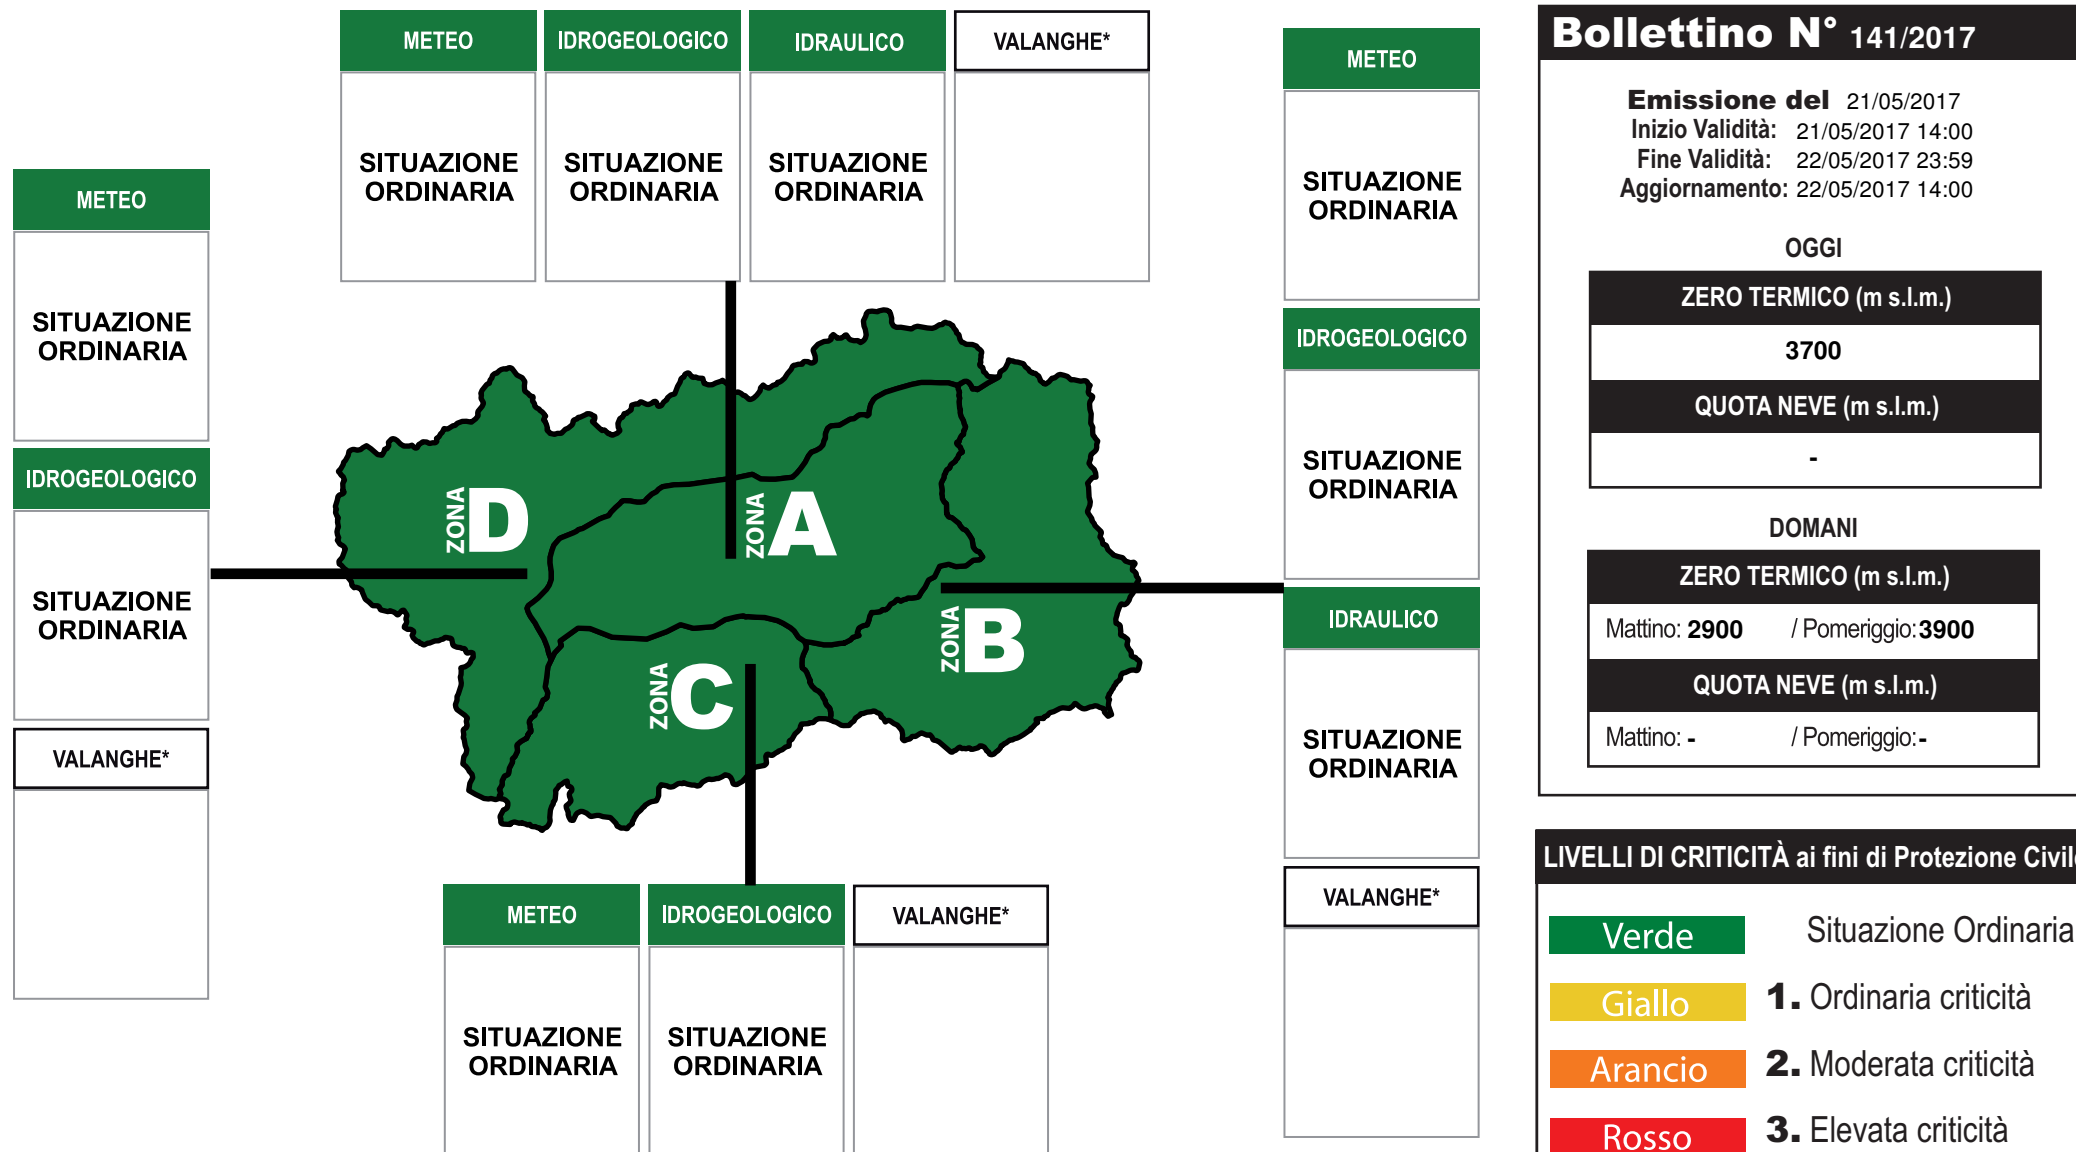 METEO IDROGEOLOGICO IDRAULICO VALANGHE*
SITUAZIONE ORDINARIA
SITUAZIONE ORDINARIA
SITUAZIONE ORDINARIA
METEO
SITUAZIONE
ORDINARIA
IDROGEOLOGICO
SITUAZIONE
ORDINARIA
VALANGHE*
ZONA D
ZONA A
ZONA B
ZONA C
METEO
SITUAZIONE
ORDINARIA
IDROGEOLOGICO
SITUAZIONE
ORDINARIA
IDRAULICO
SITUAZIONE
ORDINARIA
VALANGHE*
METEO IDROGEOLOGICO VALANGHE*
SITUAZIONE ORDINARIA
SITUAZIONE ORDINARIA
Bollettino N° 141/2017
Emissione del 21/05/2017
Inizio Validità: 21/05/2017 14:00
Fine Validità: 22/05/2017 23:59
Aggiornamento: 22/05/2017 14:00
OGGI
ZERO TERMICO (m s.l.m.)
3700
QUOTA NEVE (m s.l.m.)
-
DOMANI
ZERO TERMICO (m s.l.m.)
Mattino: 2900 / Pomeriggio: 3900
QUOTA NEVE (m s.l.m.)
Mattino: - / Pomeriggio: -
LIVELLI DI CRITICITÀ ai fini di Protezione Civile
Verde Situazione Ordinaria
Giallo 1. Ordinaria criticità
Arancio 2. Moderata criticità
Rosso 3. Elevata criticità